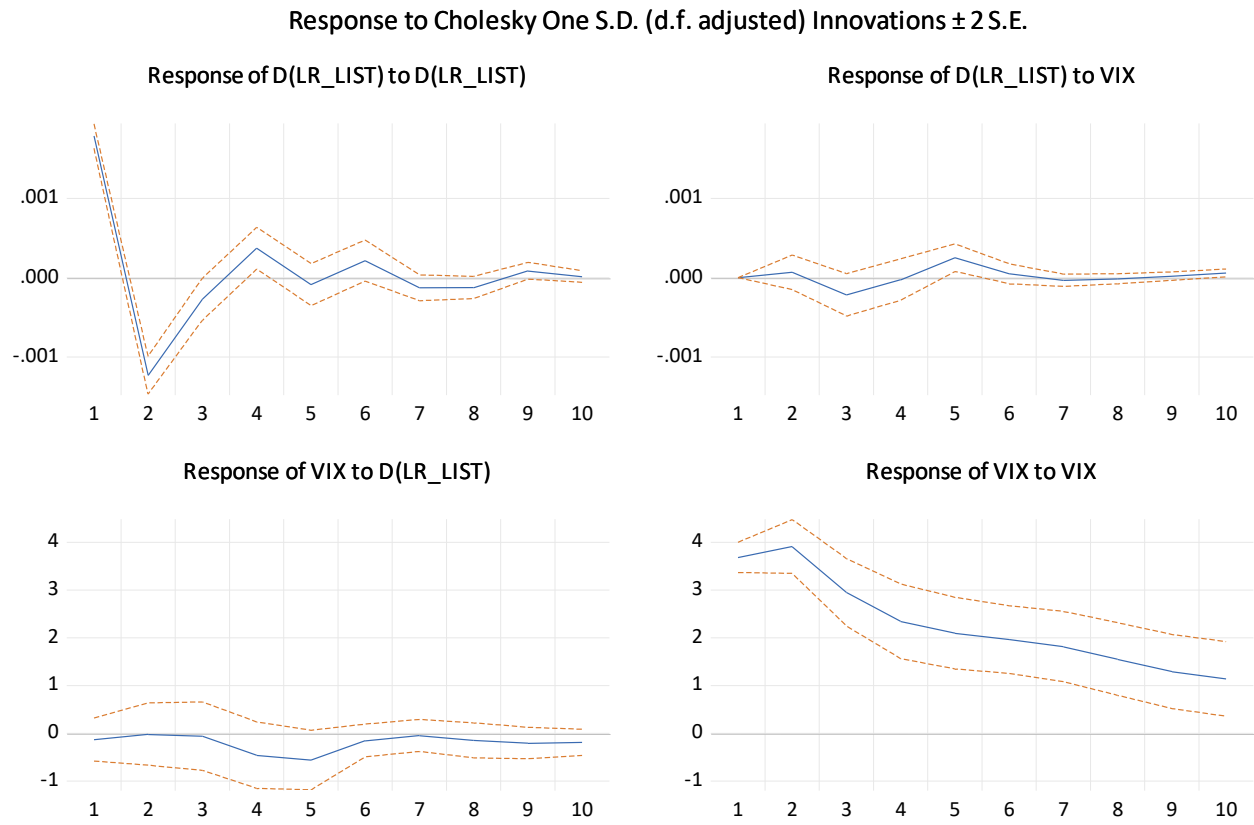 Response to Cholesky One S.D. (d.f. adjusted) Innovations ± 2 S.E.
Response of D(LR_LIST) to D(LR_LIST)
.001
.000
-.001
1 2 3 4 5 6 7 8 9 10
Response of D(LR_LIST) to VIX
.001
.000
-.001
1 2 3 4 5 6 7 8 9 10
Response of VIX to D(LR_LIST)
4
3
2
1
0
-1
1 2 3 4 5 6 7 8 9 10
Response of VIX to VIX
4
3
2
1
0
-1
1 2 3 4 5 6 7 8 9 10